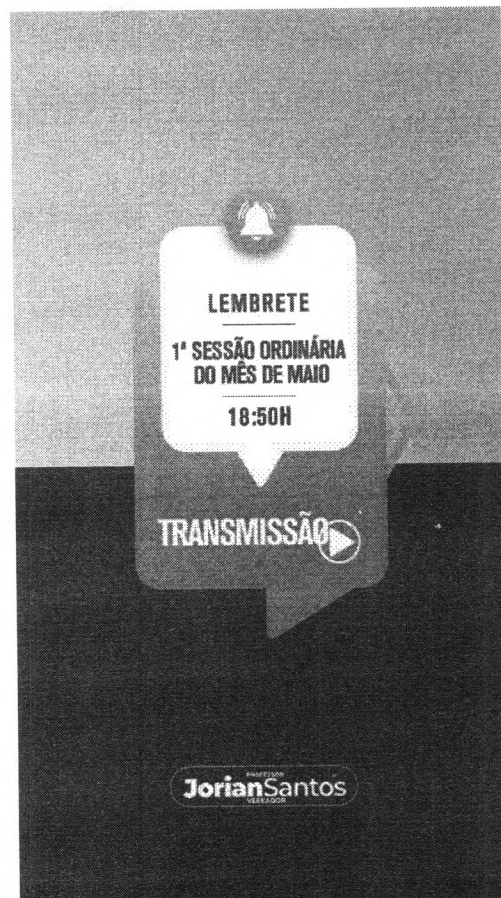 LEMBRETE
1ª SESSÃO ORDINÁRIA
DO MÊS DE MAIO
18:50H
TRANSMISSÃO
PROFESSOR
JorianSantos
VEREADOR